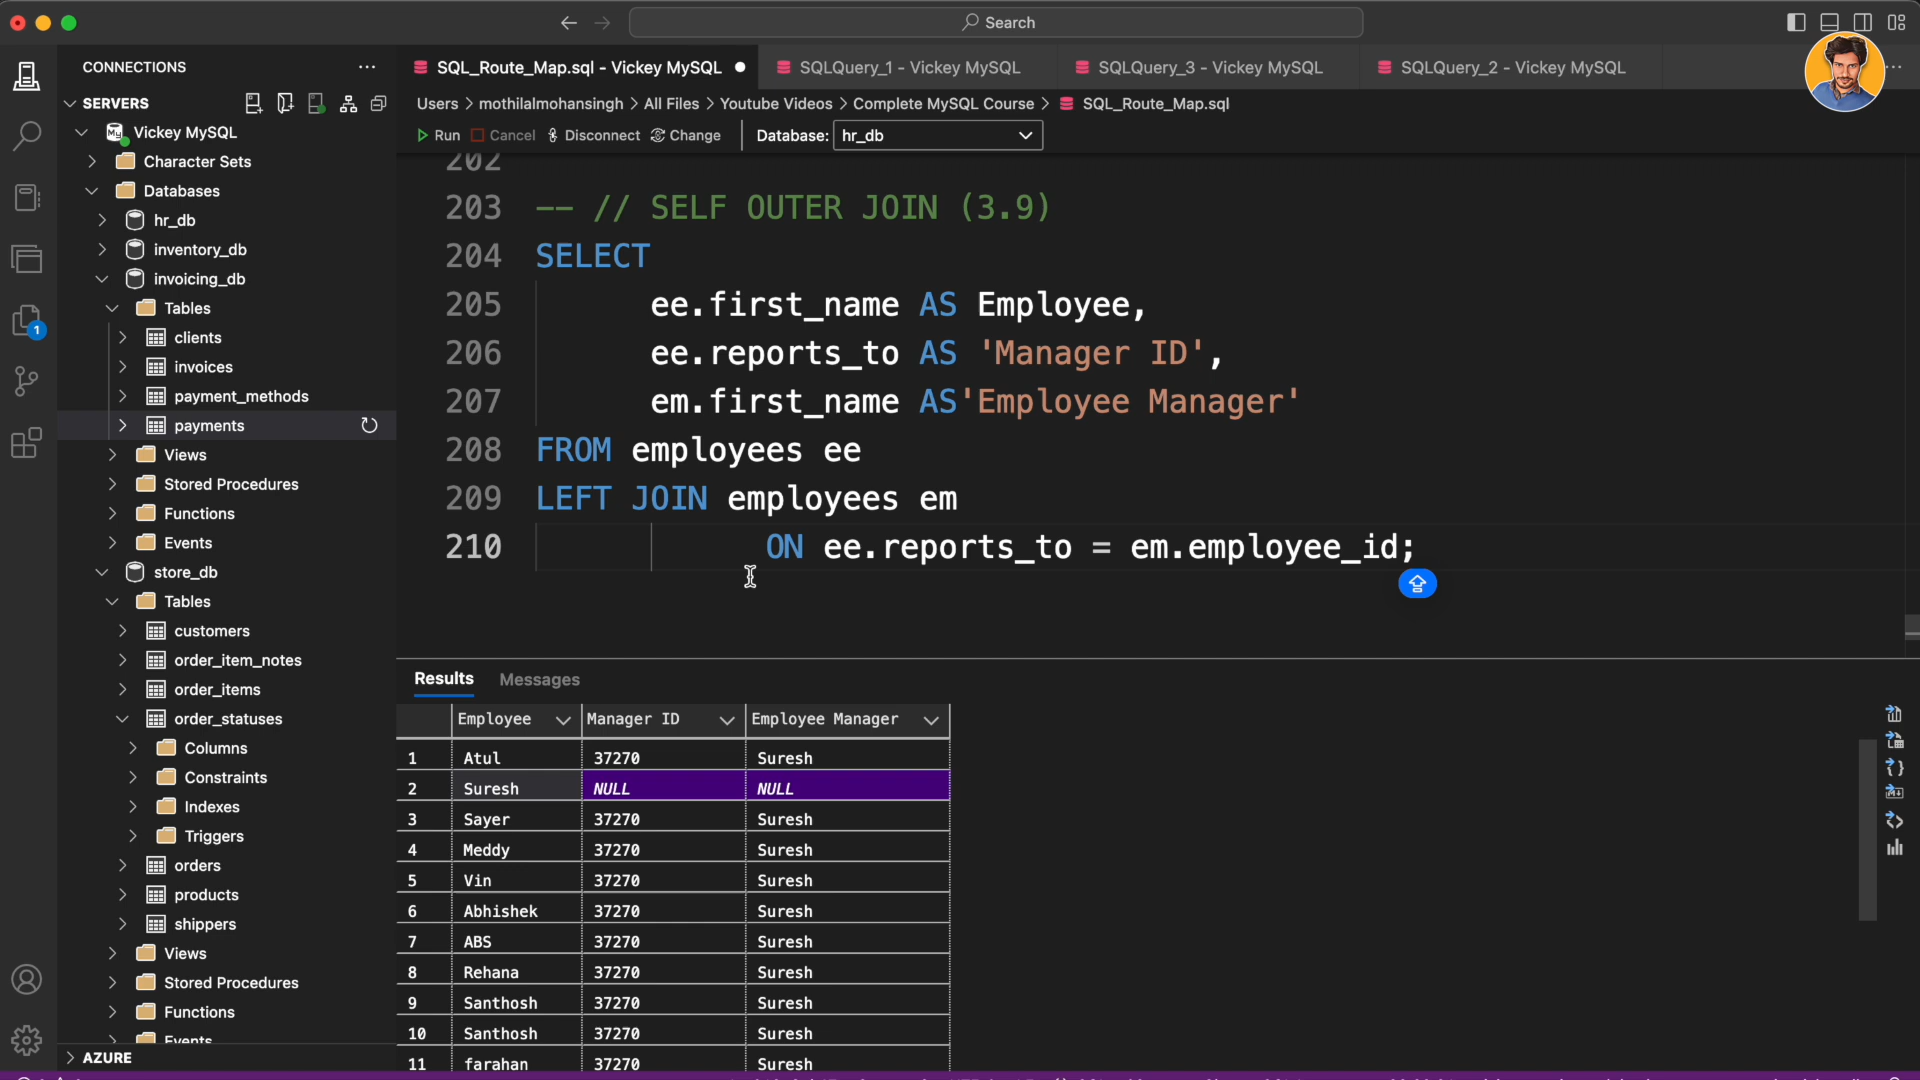 Search
CONNECTIONS
SQL_Route_Map.sql - Vickey MySQL
SQLQuery_1 - Vickey MySQL
SQLQuery_3 - Vickey MySQL
SQLQuery_2 - Vickey MySQL
SERVERS
Users > mothilalmohansingh > All Files > Youtube Videos > Complete MySQL Course > SQL_Route_Map.sql
Run Cancel Disconnect Change Database: hr_db
Vickey MySQL
Character Sets
Databases
hr_db
inventory_db
invoicing_db
Tables
clients
invoices
payment_methods
payments
Views
Stored Procedures
Functions
Events
store_db
Tables
customers
order_item_notes
order_items
order_statuses
Columns
Constraints
Indexes
Triggers
orders
products
shippers
Views
Stored Procedures
Functions
Events
AZURE
1
202
203 -- // SELF OUTER JOIN (3.9)
204 SELECT
205 ee.first_name AS Employee,
206 ee.reports_to AS 'Manager ID',
207 em.first_name AS'Employee Manager'
208 FROM employees ee
209 LEFT JOIN employees em
210 ON ee.reports_to = em.employee_id;
Results Messages
Employee Manager ID Employee Manager
1 Atul 37270 Suresh
2 Suresh NULL NULL
3 Sayer 37270 Suresh
4 Meddy 37270 Suresh
5 Vin 37270 Suresh
6 Abhishek 37270 Suresh
7 ABS 37270 Suresh
8 Rehana 37270 Suresh
9 Santhosh 37270 Suresh
10 Santhosh 37270 Suresh
11 farahan 37270 Suresh